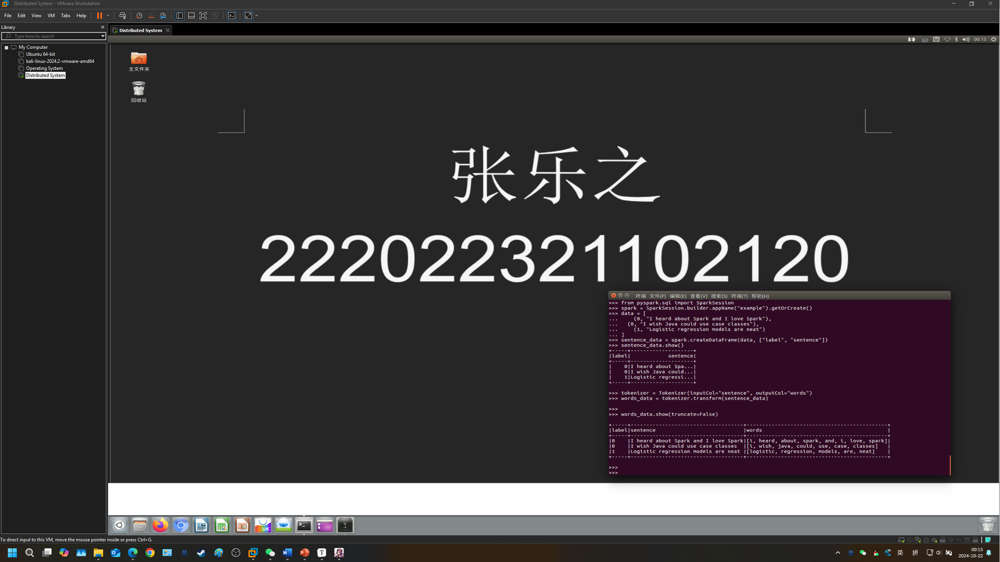 Distributed System - VMware Workstation
File Edit View VM Tabs Help
Library
Type here to search
My Computer
Ubuntu 64-bit
kali-linux-2024.2-vmware-amd64
Operating System
Distributed System
Distributed System
00:15
主文件夹
回收站
张乐之
222022321102120
终端 文件(F) 编辑(E) 查看(V) 搜索(S) 终端(T) 帮助(H)
>>> from pyspark.sql import SparkSession
>>> spark = SparkSession.builder.appName("example").getOrCreate()
>>> data = [
...     (0, "I heard about Spark and I love Spark"),
...   (0, "I wish Java could use case classes"),
...     (1, "Logistic regression models are neat")
... ]
>>> sentence_data = spark.createDataFrame(data, ["label", "sentence"])
>>> sentence_data.show()
+-----+--------------------+
|label|            sentence|
+-----+--------------------+
|    0|I heard about Spa...|
|    0|I wish Java could...|
|    1|Logistic regressi...|
+-----+--------------------+
>>> tokenizer = Tokenizer(inputCol="sentence", outputCol="words")
>>> words_data = tokenizer.transform(sentence_data)
>>>
>>> words_data.show(truncate=False)
+-----+------------------------------------+---------------------------------------------+
|label|sentence                            |words                                        |
+-----+------------------------------------+---------------------------------------------+
|0    |I heard about Spark and I love Spark|[i, heard, about, spark, and, i, love, spark]|
|0    |I wish Java could use case classes  |[i, wish, java, could, use, case, classes]   |
|1    |Logistic regression models are neat |[logistic, regression, models, are, neat]    |
+-----+------------------------------------+---------------------------------------------+
>>>
>>>
UK
To direct input to this VM, move the mouse pointer inside or press Ctrl+G.
英 拼
00:15
2024-10-22